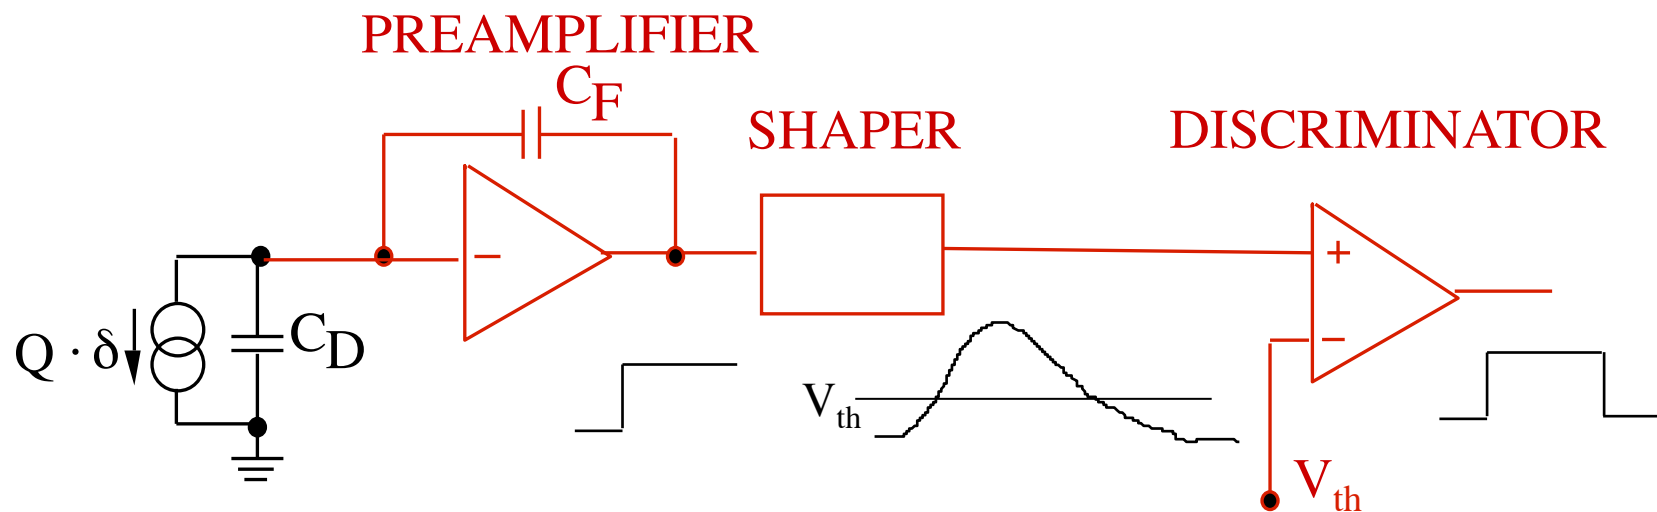 PREAMPLIFIER
CF
SHAPER
DISCRIMINATOR
−
+
Q · δ
CD
−
Vth
Vth